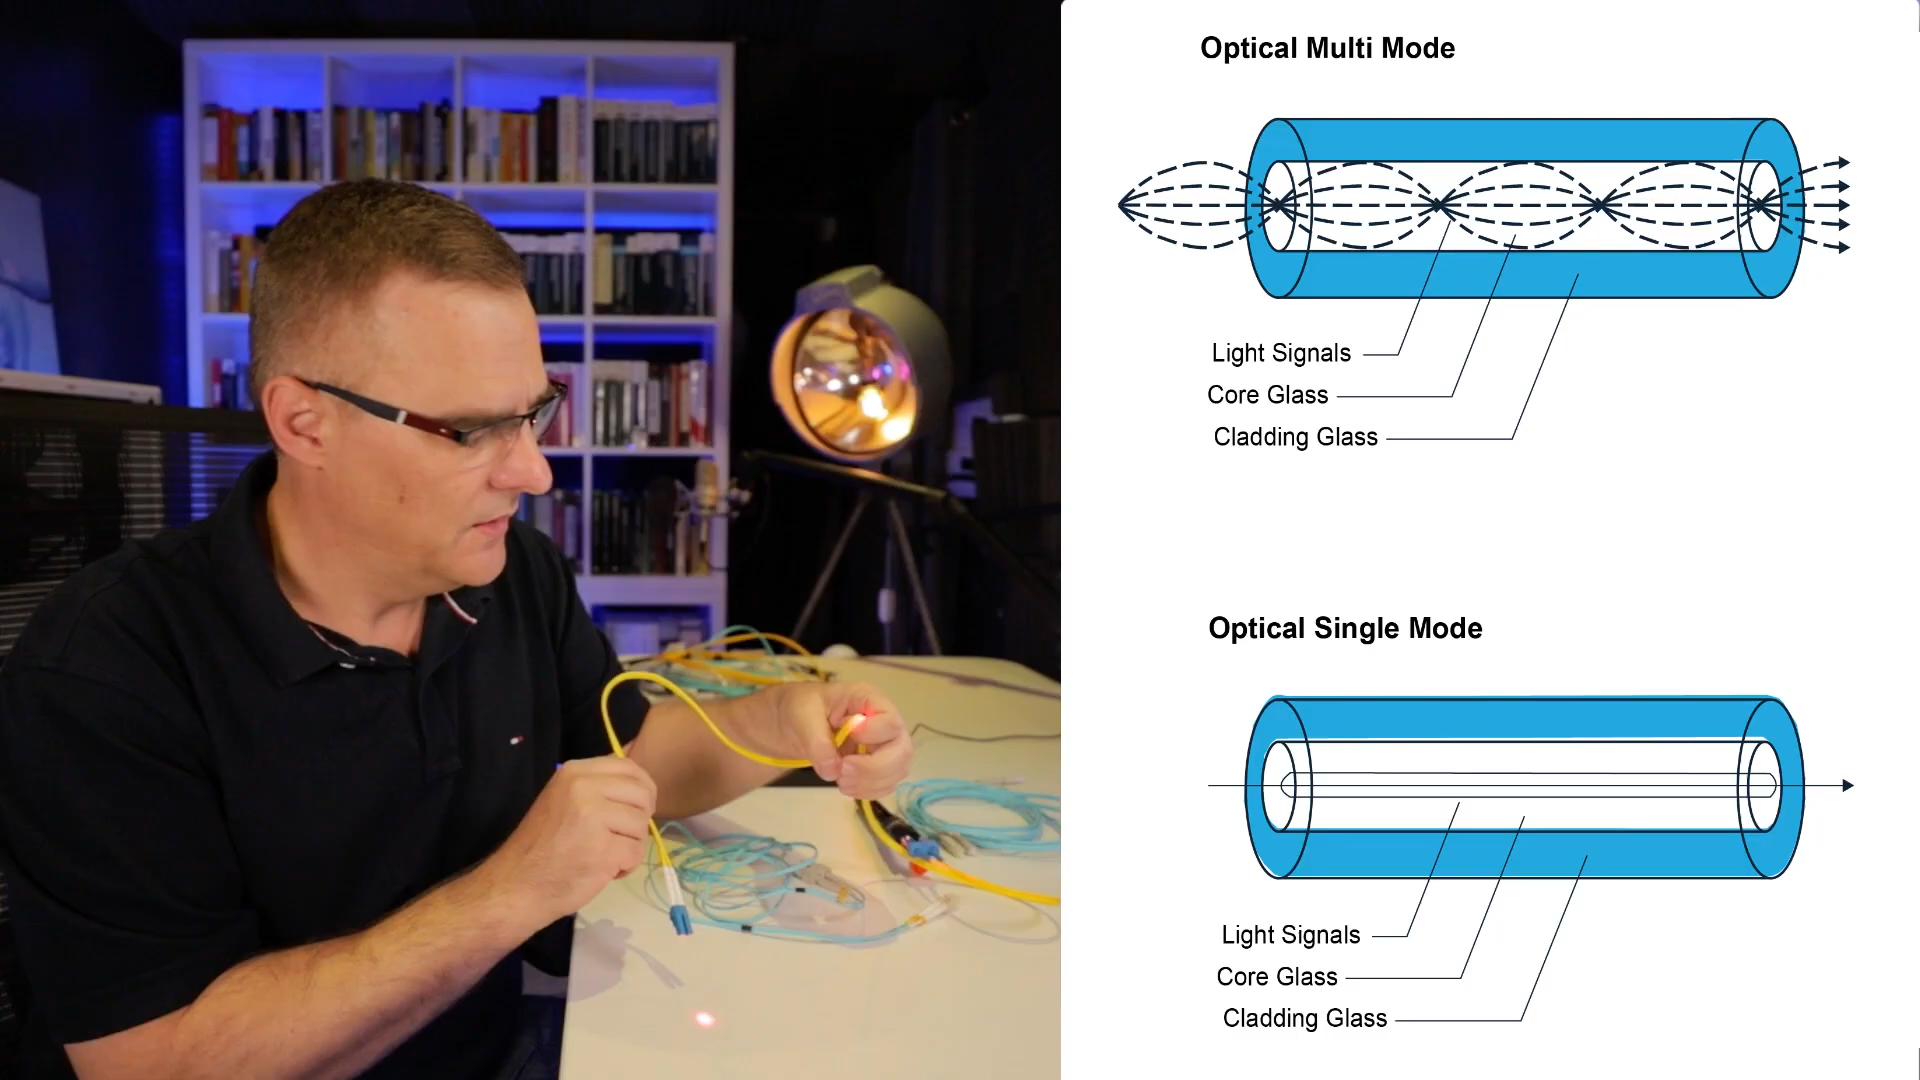 Optical Multi Mode
Light Signals
Core Glass
Cladding Glass
Optical Single Mode
Light Signals
Core Glass
Cladding Glass